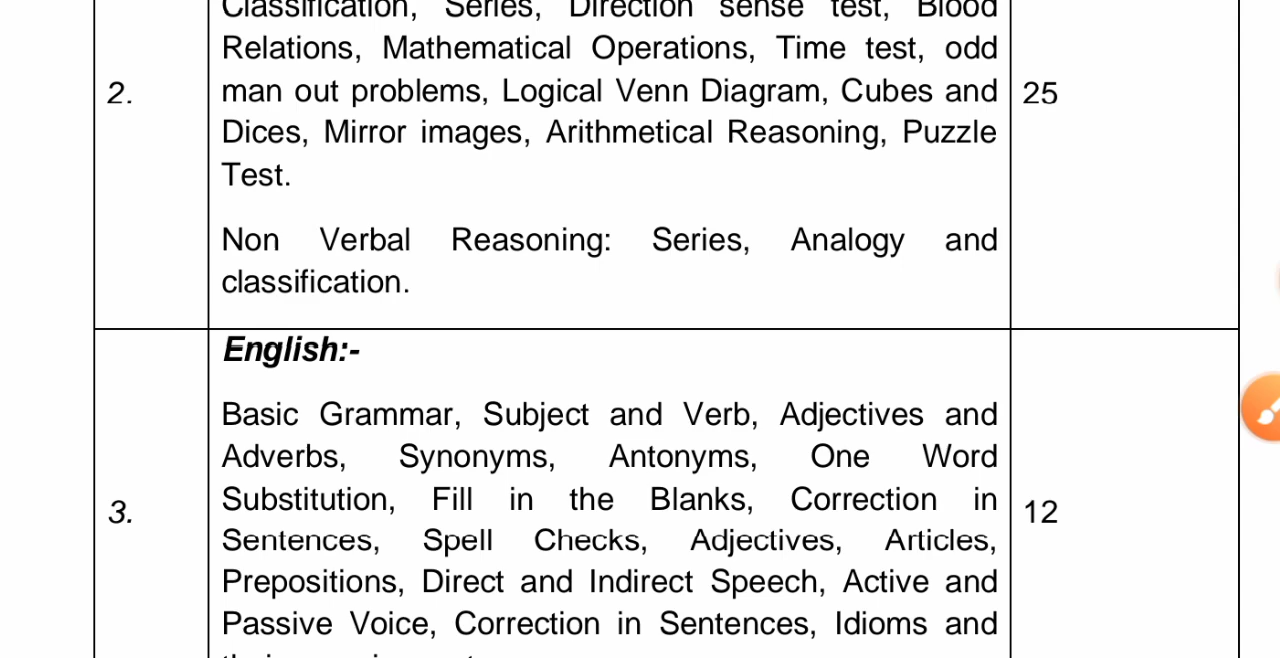 Classification, Series, Direction sense test, Blood
Relations, Mathematical Operations, Time test, odd
2.
man out problems, Logical Venn Diagram, Cubes and
25
Dices, Mirror images, Arithmetical Reasoning, Puzzle
Test.
Non Verbal Reasoning: Series, Analogy and
classification.
English:-
Basic Grammar, Subject and Verb, Adjectives and
Adverbs, Synonyms, Antonyms, One Word
Substitution, Fill in the Blanks, Correction in
3.
12
Sentences, Spell Checks, Adjectives, Articles,
Prepositions, Direct and Indirect Speech, Active and
Passive Voice, Correction in Sentences, Idioms and